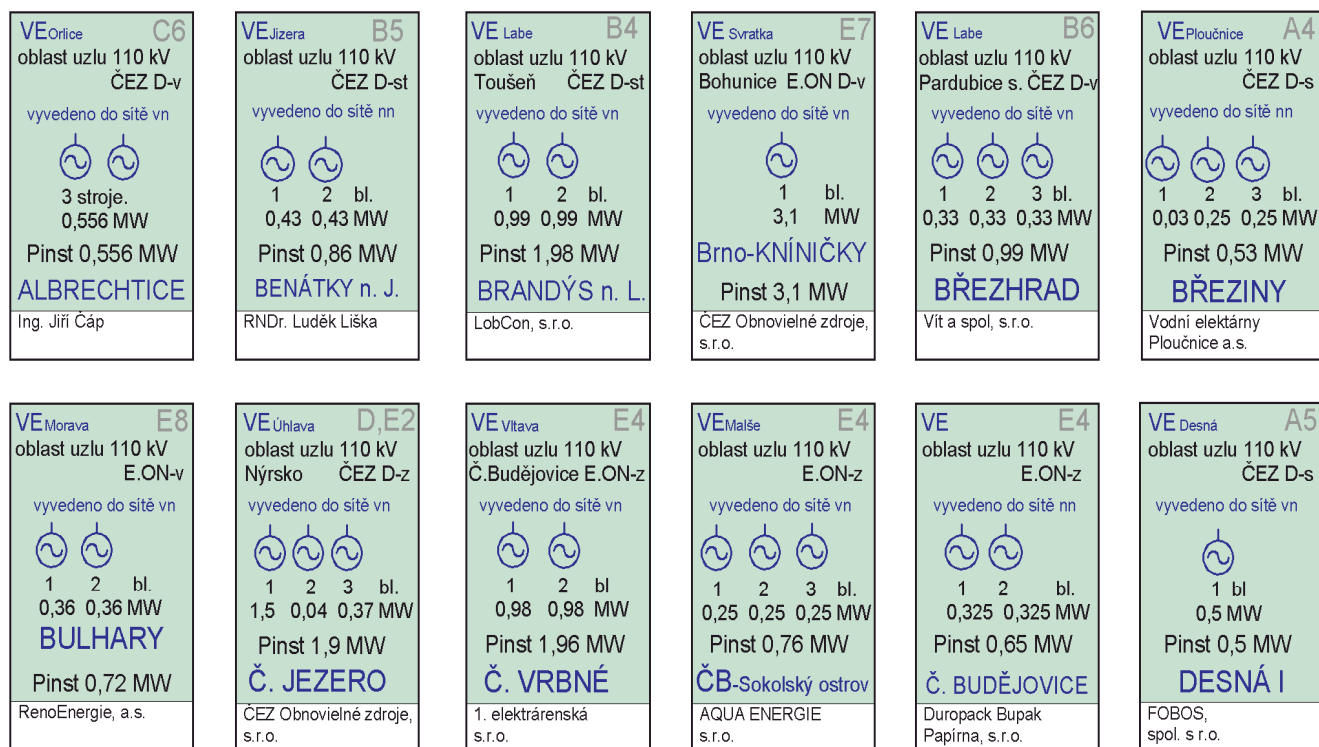 VE Orlice C6
oblast uzlu 110 kV
ČEZ D-v
vyvedeno do sítě vn
3 stroje.
0,556 MW
Pinst 0,556 MW
ALBRECHTICE
Ing. Jiří Čáp
VE Jizera B5
oblast uzlu 110 kV
ČEZ D-st
vyvedeno do sítě nn
1 2 bl.
0,43 0,43 MW
Pinst 0,86 MW
BENÁTKY n. J.
RNDr. Luděk Liška
VE Labe B4
oblast uzlu 110 kV
Toušeň ČEZ D-st
vyvedeno do sítě vn
1 2 bl.
0,99 0,99 MW
Pinst 1,98 MW
BRANDÝS n. L.
LobCon, s.r.o.
VE Svratka E7
oblast uzlu 110 kV
Bohunice E.ON D-v
vyvedeno do sítě vn
1 bl.
3,1 MW
Brno-KNÍNIČKY
Pinst 3,1 MW
ČEZ Obnovielné zdroje,
s.r.o.
VE Labe B6
oblast uzlu 110 kV
Pardubice s. ČEZ D-v
vyvedeno do sítě vn
1 2 3 bl.
0,33 0,33 0,33 MW
Pinst 0,99 MW
BŘEZHRAD
Vít a spol, s.r.o.
VE Ploučnice A4
oblast uzlu 110 kV
ČEZ D-s
vyvedeno do sítě vn
1 2 3 bl.
0,03 0,25 0,25 MW
Pinst 0,53 MW
BŘEZINY
Vodní elektárny
Ploučnice a.s.
VE Morava E8
oblast uzlu 110 kV
E.ON-v
vyvedeno do sítě vn
1 2 bl.
0,36 0,36 MW
BULHARY
Pinst 0,72 MW
RenoEnergie, a.s.
VE Úhlava D,E2
oblast uzlu 110 kV
Nýrsko ČEZ D-z
vyvedeno do sítě vn
1 2 3 bl.
1,5 0,04 0,37 MW
Pinst 1,9 MW
Č. JEZERO
ČEZ Obnovielné zdroje,
s.r.o.
VE Vltava E4
oblast uzlu 110 kV
Č.Budějovice E.ON-z
vyvedeno do sítě vn
1 2 bl
0,98 0,98 MW
Pinst 1,96 MW
Č. VRBNÉ
1. elektrárenská
s.r.o.
VE Malše E4
oblast uzlu 110 kV
E.ON-z
vyvedeno do sítě vn
1 2 3 bl.
0,25 0,25 0,25 MW
Pinst 0,76 MW
ČB-Sokolský ostrov
AQUA ENERGIE
s.r.o.
VE E4
oblast uzlu 110 kV
E.ON-z
vyvedeno do sítě nn
1 2 bl.
0,325 0,325 MW
Pinst 0,65 MW
Č. BUDĚJOVICE
Duropack Bupak
Papírna, s.r.o.
VE Desná A5
oblast uzlu 110 kV
ČEZ D-s
vyvedeno do sítě vn
1 bl
0,5 MW
Pinst 0,5 MW
DESNÁ I
FOBOS,
spol. s r.o.